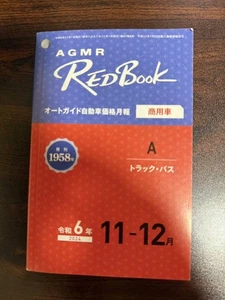 AGMR
REDBOOK
オートガイド自動車価格月報 商用車
創刊
1958年
A
トラック・バス
令和6年
2024
11-12月